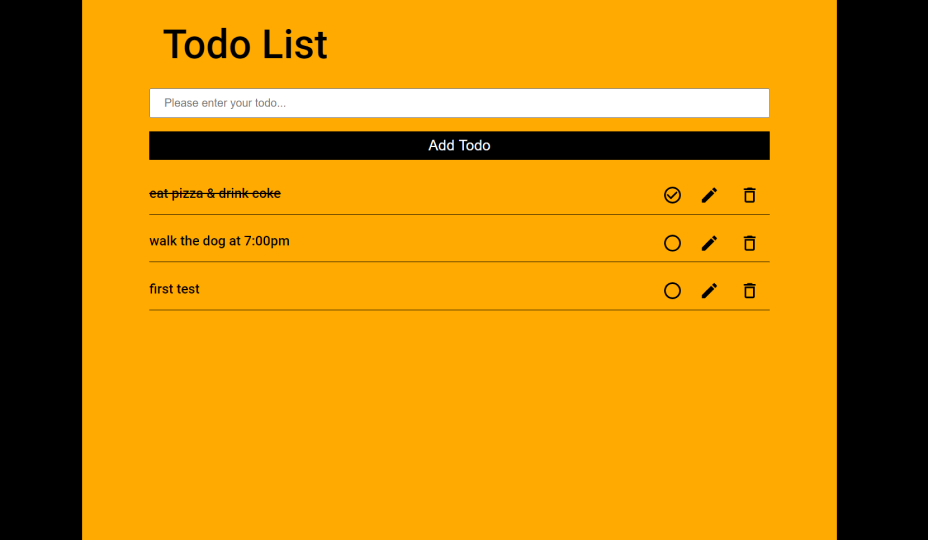 Todo List
Please enter your todo...
Add Todo
eat pizza & drink coke
walk the dog at 7:00pm
first test